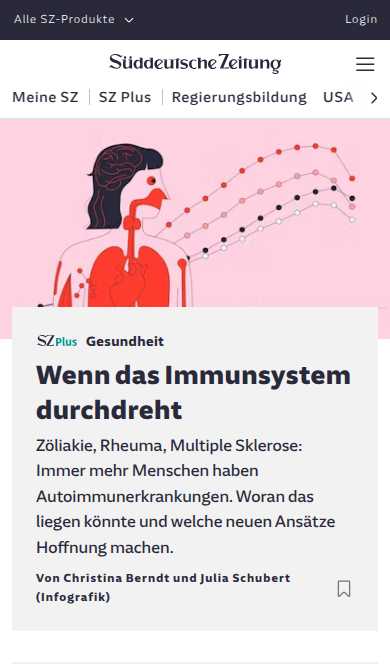 Alle SZ-Produkte
Login
Süddeutsche Zeitung
Meine SZ
SZ Plus
Regierungsbildung
USA
SZ Plus Gesundheit
Wenn das Immunsystem
durchdreht
Zöliakie, Rheuma, Multiple Sklerose:
Immer mehr Menschen haben
Autoimmunerkrankungen. Woran das
liegen könnte und welche neuen Ansätze
Hoffnung machen.
Von Christina Berndt und Julia Schubert
(Infografik)